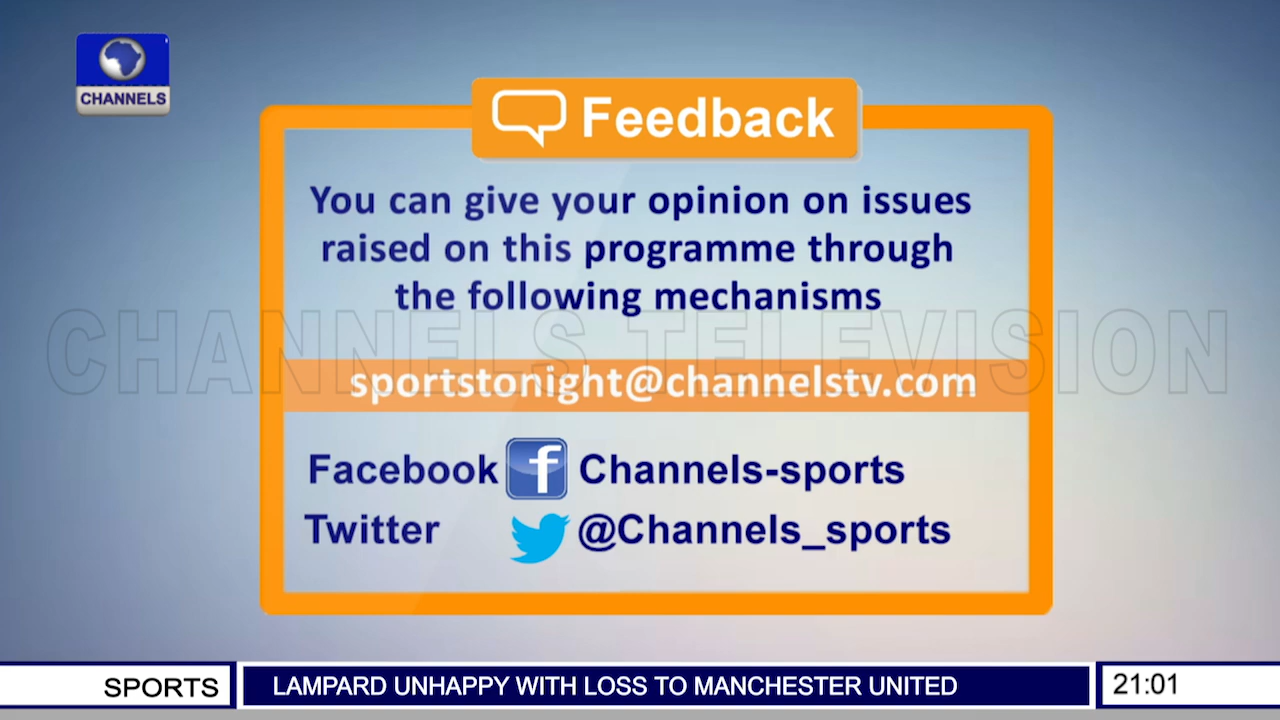 CHANNELS
Feedback
You can give your opinion on issues
raised on this programme through
the following mechanisms
CHANNELS TELEVISION
sportstonight@channelstv.com
Facebook f Channels-sports
Twitter @Channels_sports
SPORTS LAMPARD UNHAPPY WITH LOSS TO MANCHESTER UNITED 21:01